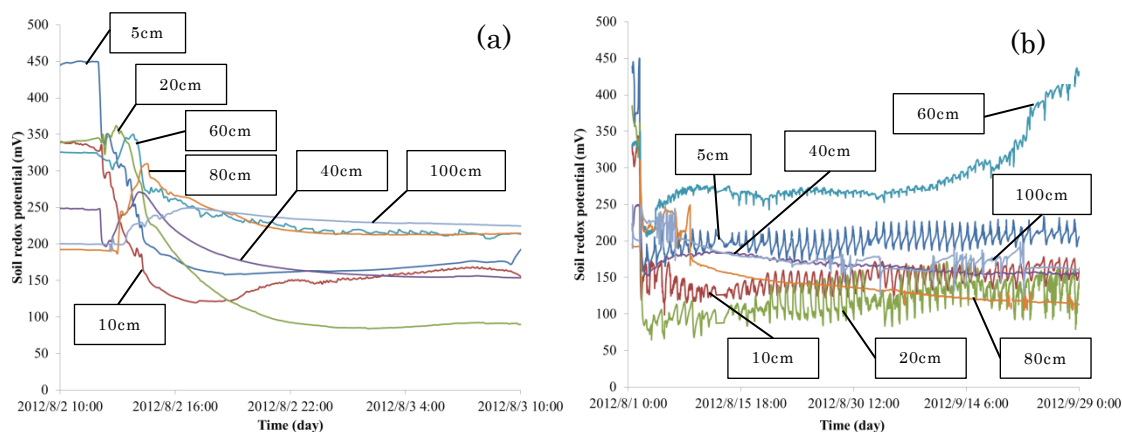 (a)
Soil redox potential (mV)
500
450
400
350
300
250
200
150
100
50
0
5cm
20cm
60cm
80cm
40cm
100cm
10cm
2012/8/2 10:00 2012/8/2 16:00 2012/8/2 22:00 2012/8/3 4:00 2012/8/3 10:00
Time (day)
(b)
Soil redox potential (mV)
500
450
400
350
300
250
200
150
100
50
0
60cm
5cm
40cm
100cm
10cm
20cm
80cm
2012/8/1 0:00 2012/8/15 18:00 2012/8/30 12:00 2012/9/14 6:00 2012/9/29 0:00
Time (day)